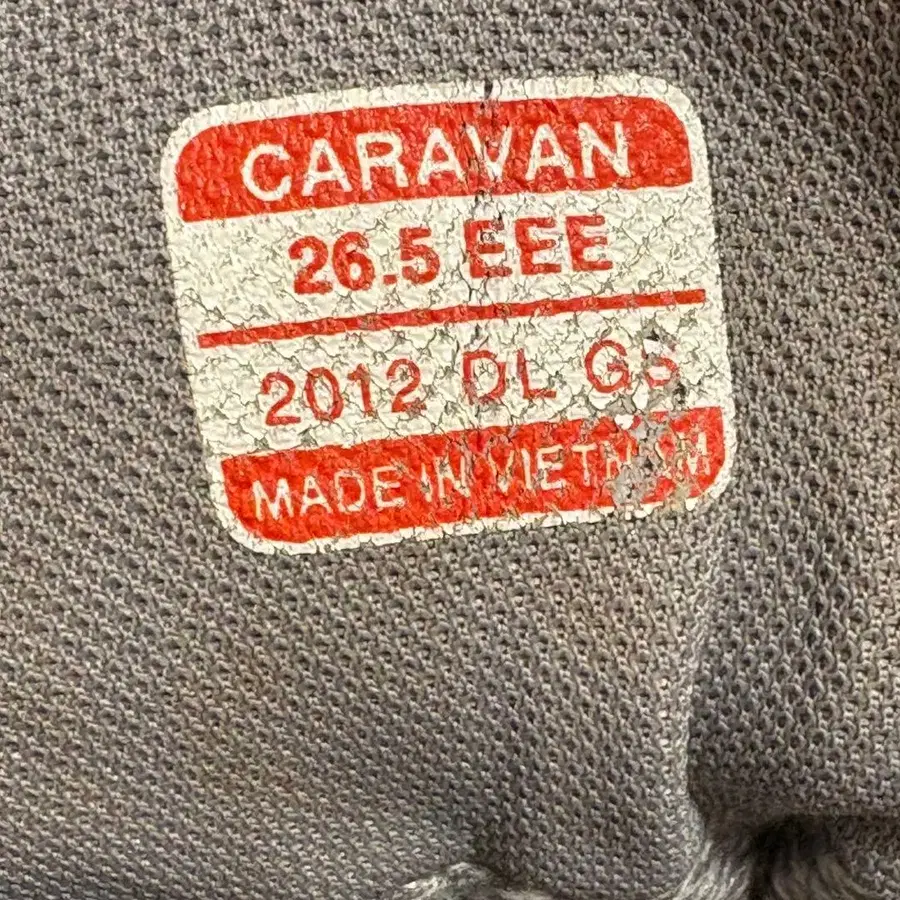 CARAVAN
26.5 EEE
2012 DL GS
MADE IN VIETNAM